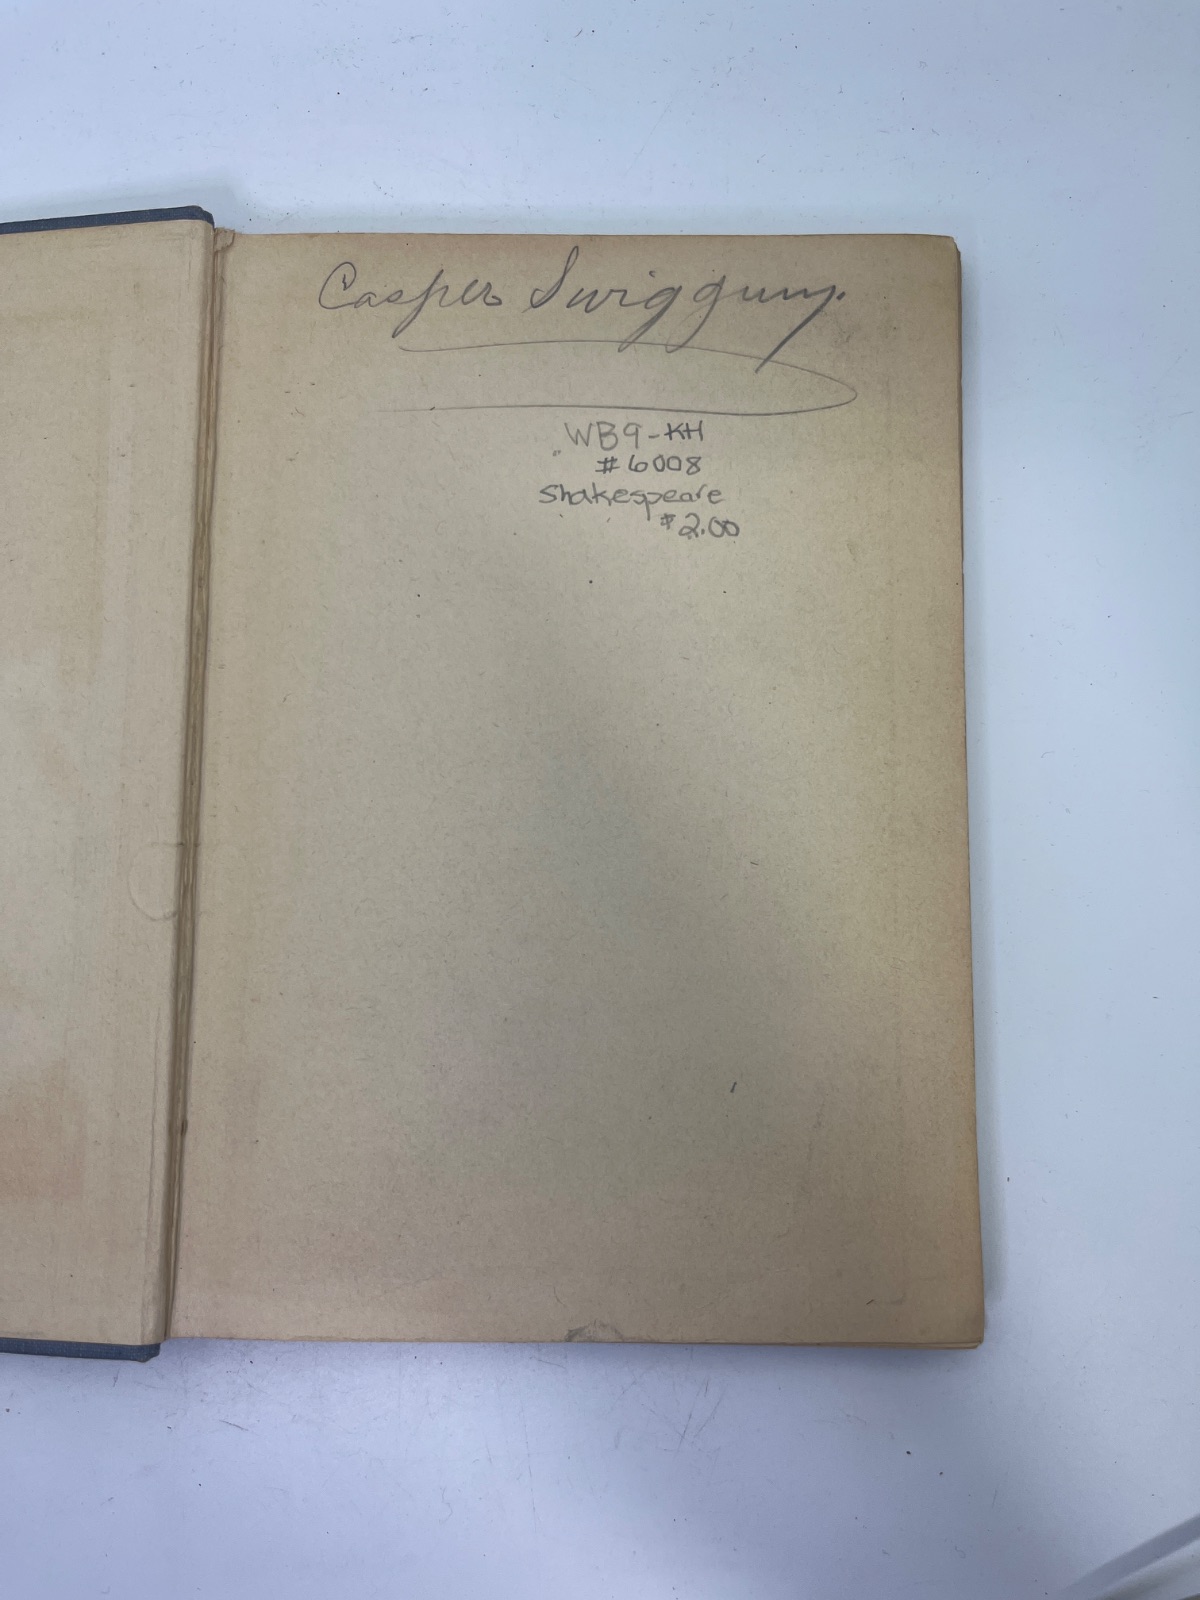 Casper Swiggum.
WB9-KH
#6008
Shakespeare
$2.00